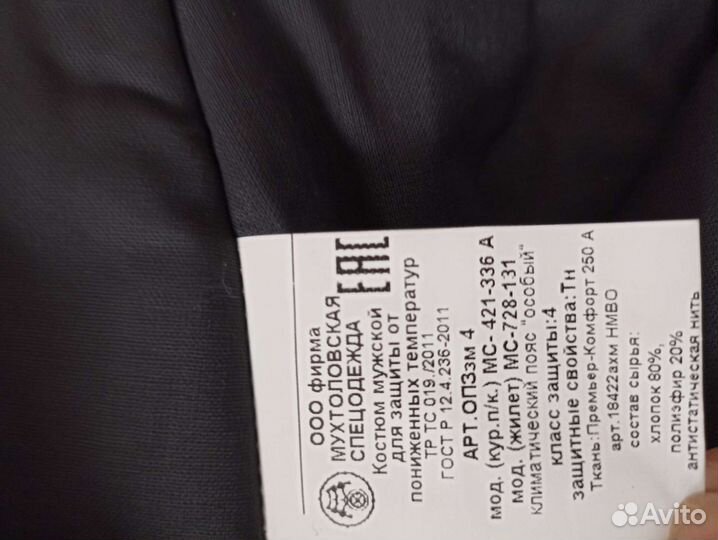 ООО фирма
МУХТОЛОВСКАЯ
СПЕЦОДЕЖДА
EAC
Костюм мужской
для защиты от
пониженных температур
ТР ТС 019 /2011
ГОСТ Р 12.4.236-2011
АРТ.ОПЗзм 4
мод. (кур.п/к.) МС- 421-336 А
мод. (жилет) МС-728-131
климатический пояс "особый"
класс защиты:4
защитные свойства:Тн
Ткань:Премьер-Комфорт 250 А
арт.18422ахм НМВО
состав сырья:
хлопок 80%,
полиэфир 20%
антистатическая нить
Avito